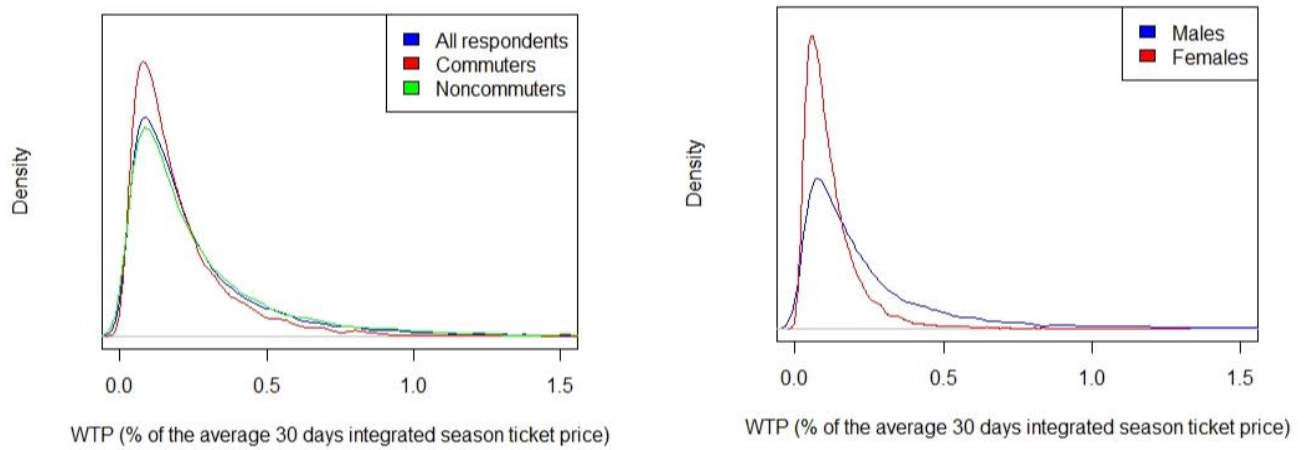 All respondents
Commuters
Noncommuters
Density
0.0 0.5 1.0 1.5
WTP (% of the average 30 days integrated season ticket price)
Males
Females
Density
0.0 0.5 1.0 1.5
WTP (% of the average 30 days integrated season ticket price)